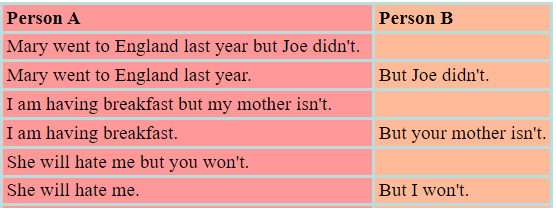 Person A Person B
Mary went to England last year but Joe didn't.
Mary went to England last year. But Joe didn't.
I am having breakfast but my mother isn't.
I am having breakfast. But your mother isn't.
She will hate me but you won't.
She will hate me. But I won't.